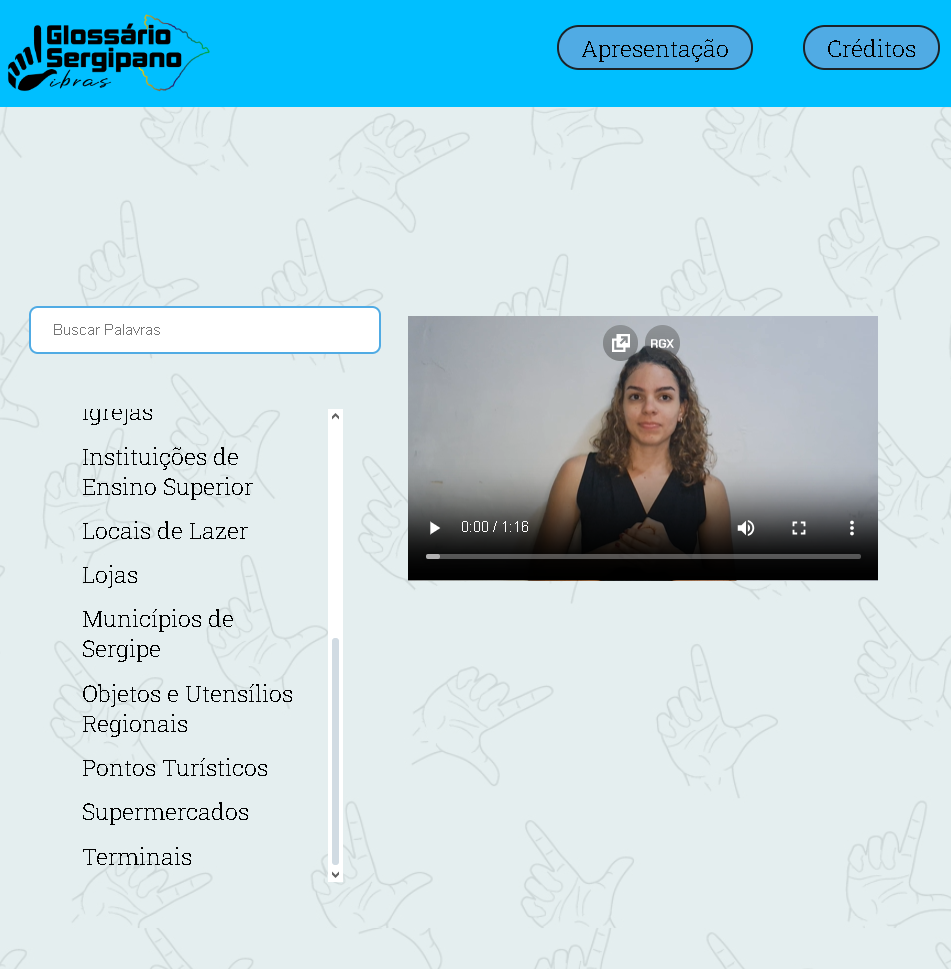 Glossário
Sergipano
ibras
Apresentação
Créditos
Buscar Palavras
Igrejas
Instituições de
Ensino Superior
Locais de Lazer
Lojas
Municípios de
Sergipe
Objetos e Utensílios
Regionais
Pontos Turísticos
Supermercados
Terminais
RGX
0:00 / 1:16